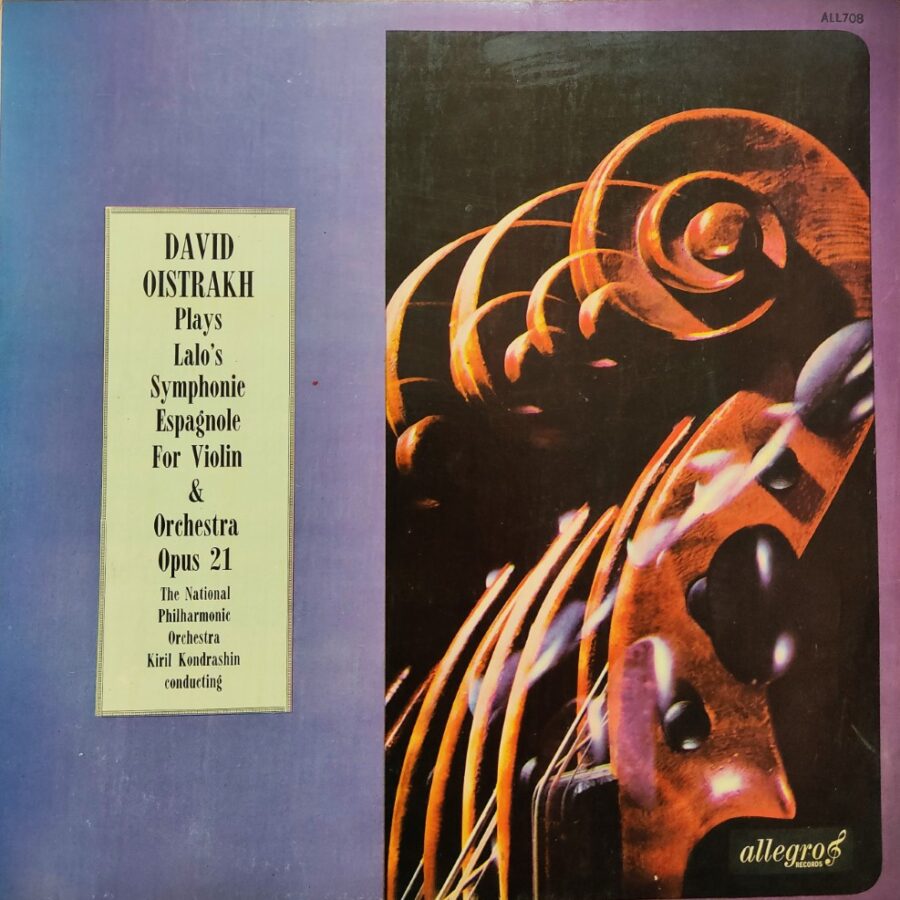 ALL708
DAVID
OISTRAKH
Plays
Lalo's
Symphonie
Espagnole
For Violin
&
Orchestra
Opus 21
The National
Philharmonic
Orchestra
Kiril Kondrashin
conducting
allegro
RECORDS